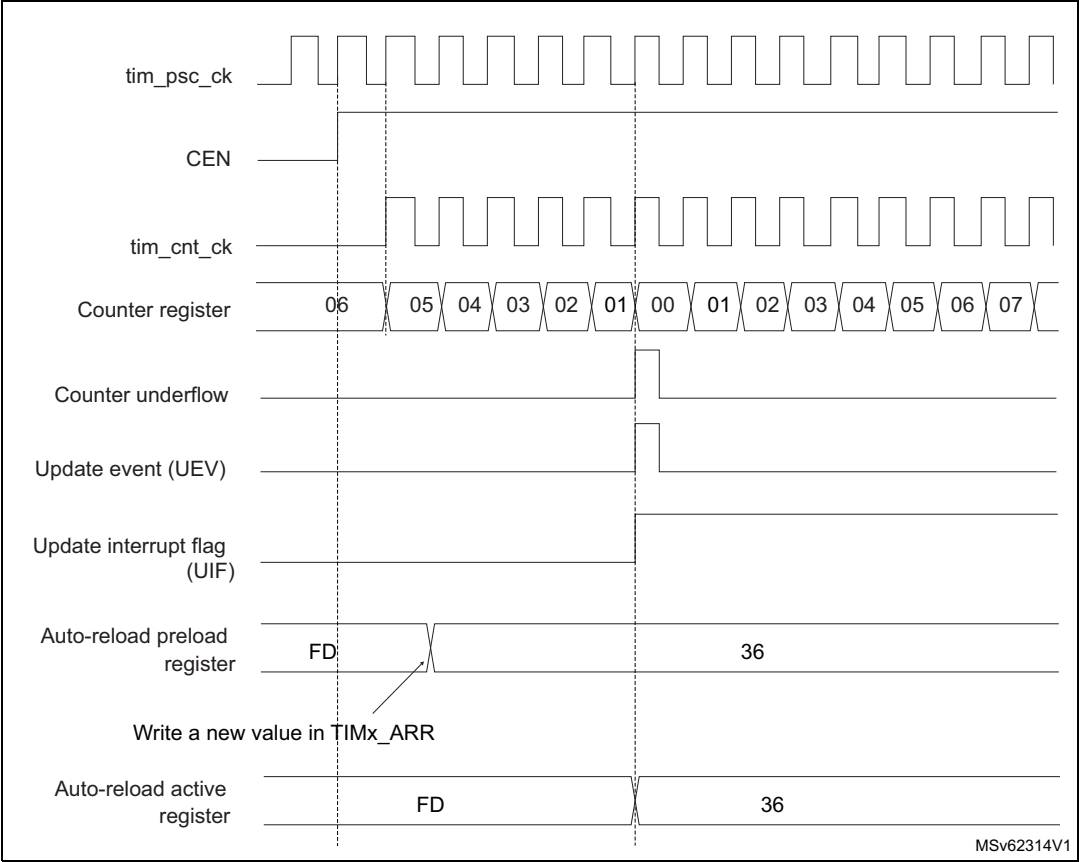 tim_psc_ck
CEN
tim_cnt_ck
Counter register 06 05 04 03 02 01 00 01 02 03 04 05 06 07
Counter underflow
Update event (UEV)
Update interrupt flag
(UIF)
Auto-reload preload
register
FD 36
Write a new value in TIMx_ARR
Auto-reload active
register
FD 36
MSv62314V1